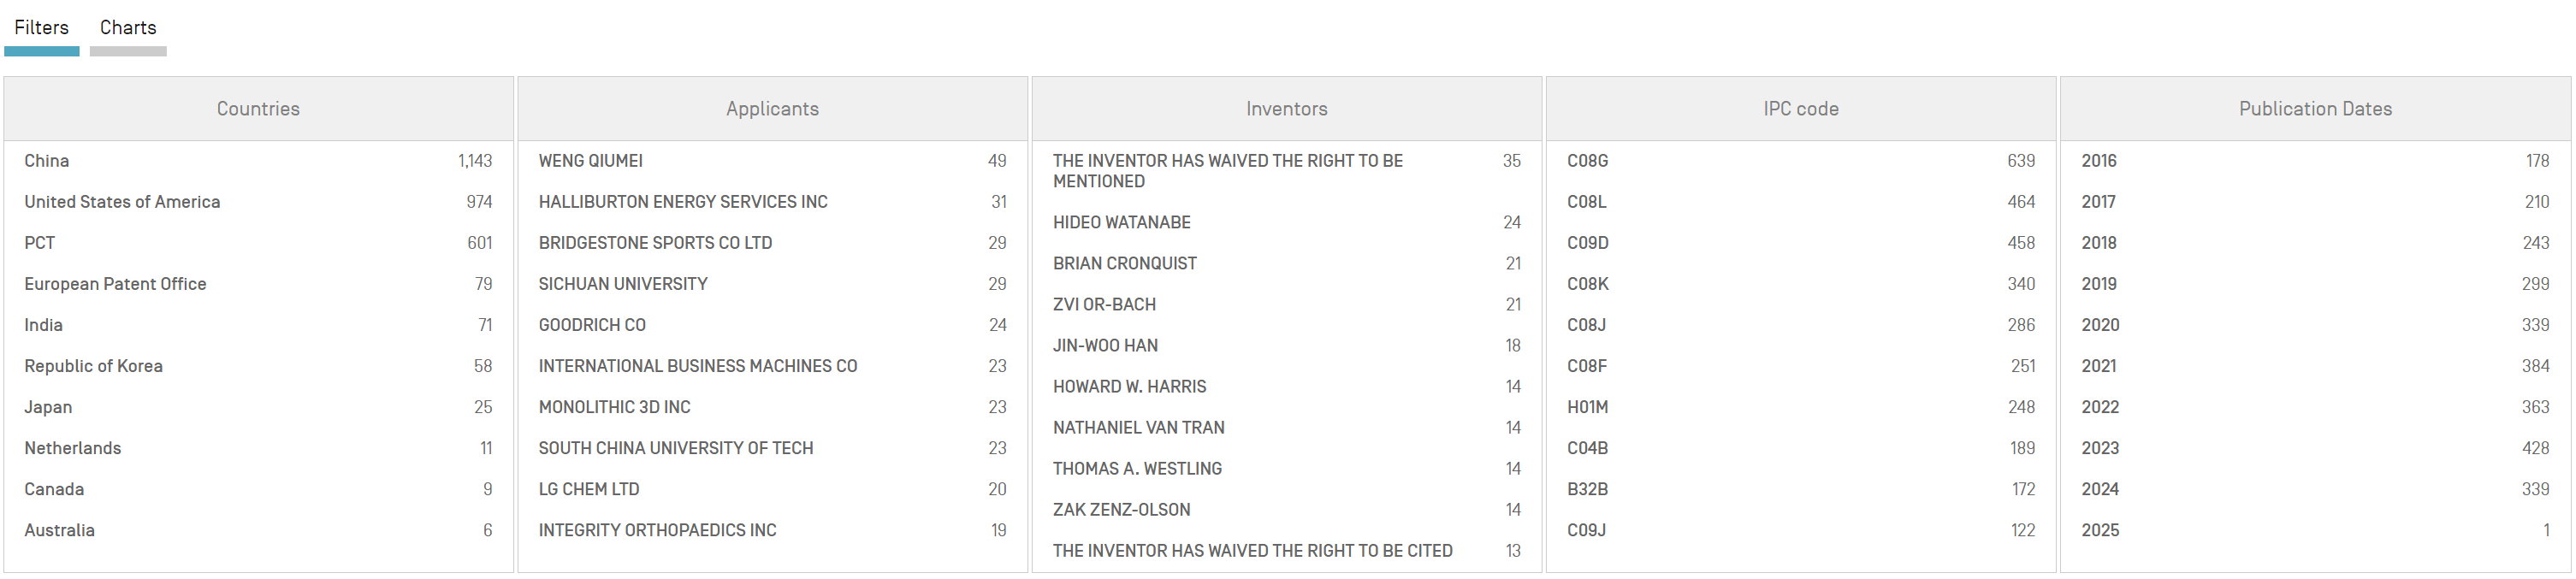 Filters Charts
Countries
China 1,143
United States of America 974
PCT 601
European Patent Office 79
India 71
Republic of Korea 58
Japan 25
Netherlands 11
Canada 9
Australia 6
Applicants
WENG QIUMEI 49
HALLIBURTON ENERGY SERVICES INC 31
BRIDGESTONE SPORTS CO LTD 29
SICHUAN UNIVERSITY 29
GOODRICH CO 24
INTERNATIONAL BUSINESS MACHINES CO 23
MONOLITHIC 3D INC 23
SOUTH CHINA UNIVERSITY OF TECH 23
LG CHEM LTD 20
INTEGRITY ORTHOPAEDICS INC 19
Inventors
THE INVENTOR HAS WAIVED THE RIGHT TO BE 35
MENTIONED
HIDEO WATANABE 24
BRIAN CRONQUIST 21
ZVI OR-BACH 21
JIN-WOO HAN 18
HOWARD W. HARRIS 14
NATHANIEL VAN TRAN 14
THOMAS A. WESTLING 14
ZAK ZENZ-OLSON 14
THE INVENTOR HAS WAIVED THE RIGHT TO BE CITED 13
IPC code
C08G 639
C08L 464
C09D 458
C08K 340
C08J 286
C08F 251
H01M 248
C04B 189
B32B 172
C09J 122
Publication Dates
2016 178
2017 210
2018 243
2019 299
2020 339
2021 384
2022 363
2023 428
2024 339
2025 1